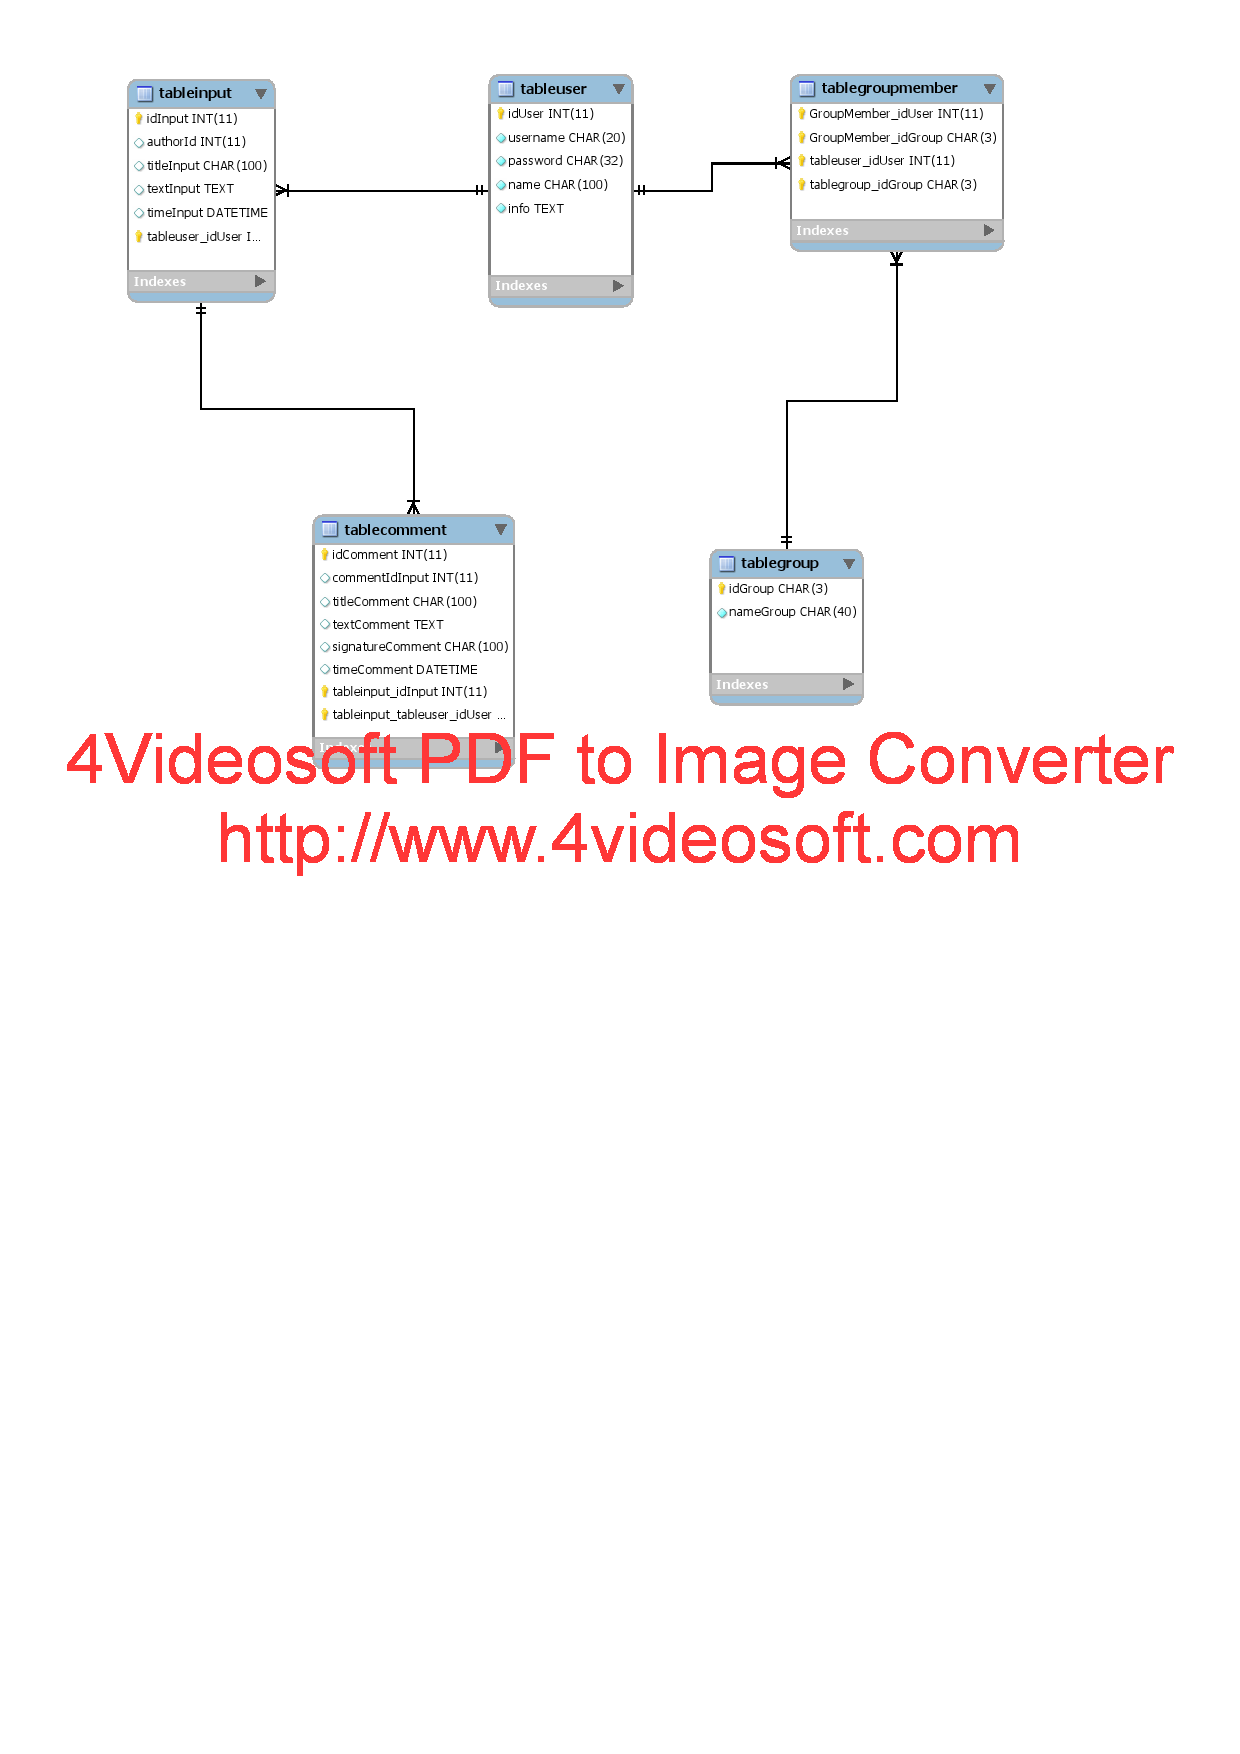 tableinput
idInput INT(11)
authorId INT(11)
titleInput CHAR(100)
textInput TEXT
timeInput DATETIME
tableuser_idUser I...
Indexes
tableuser
idUser INT(11)
username CHAR(20)
password CHAR(32)
name CHAR(100)
info TEXT
Indexes
tablegroupmember
GroupMember_idUser INT(11)
GroupMember_idGroup CHAR(3)
tableuser_idUser INT(11)
tablegroup_idGroup CHAR(3)
Indexes
tablecomment
idComment INT(11)
commentIdInput INT(11)
titleComment CHAR(100)
textComment TEXT
signatureComment CHAR(100)
timeComment DATETIME
tableinput_idInput INT(11)
tableinput_tableuser_idUser ...
Indexes
tablegroup
idGroup CHAR(3)
nameGroup CHAR(40)
Indexes
4Videosoft PDF to Image Converter
http://www.4videosoft.com